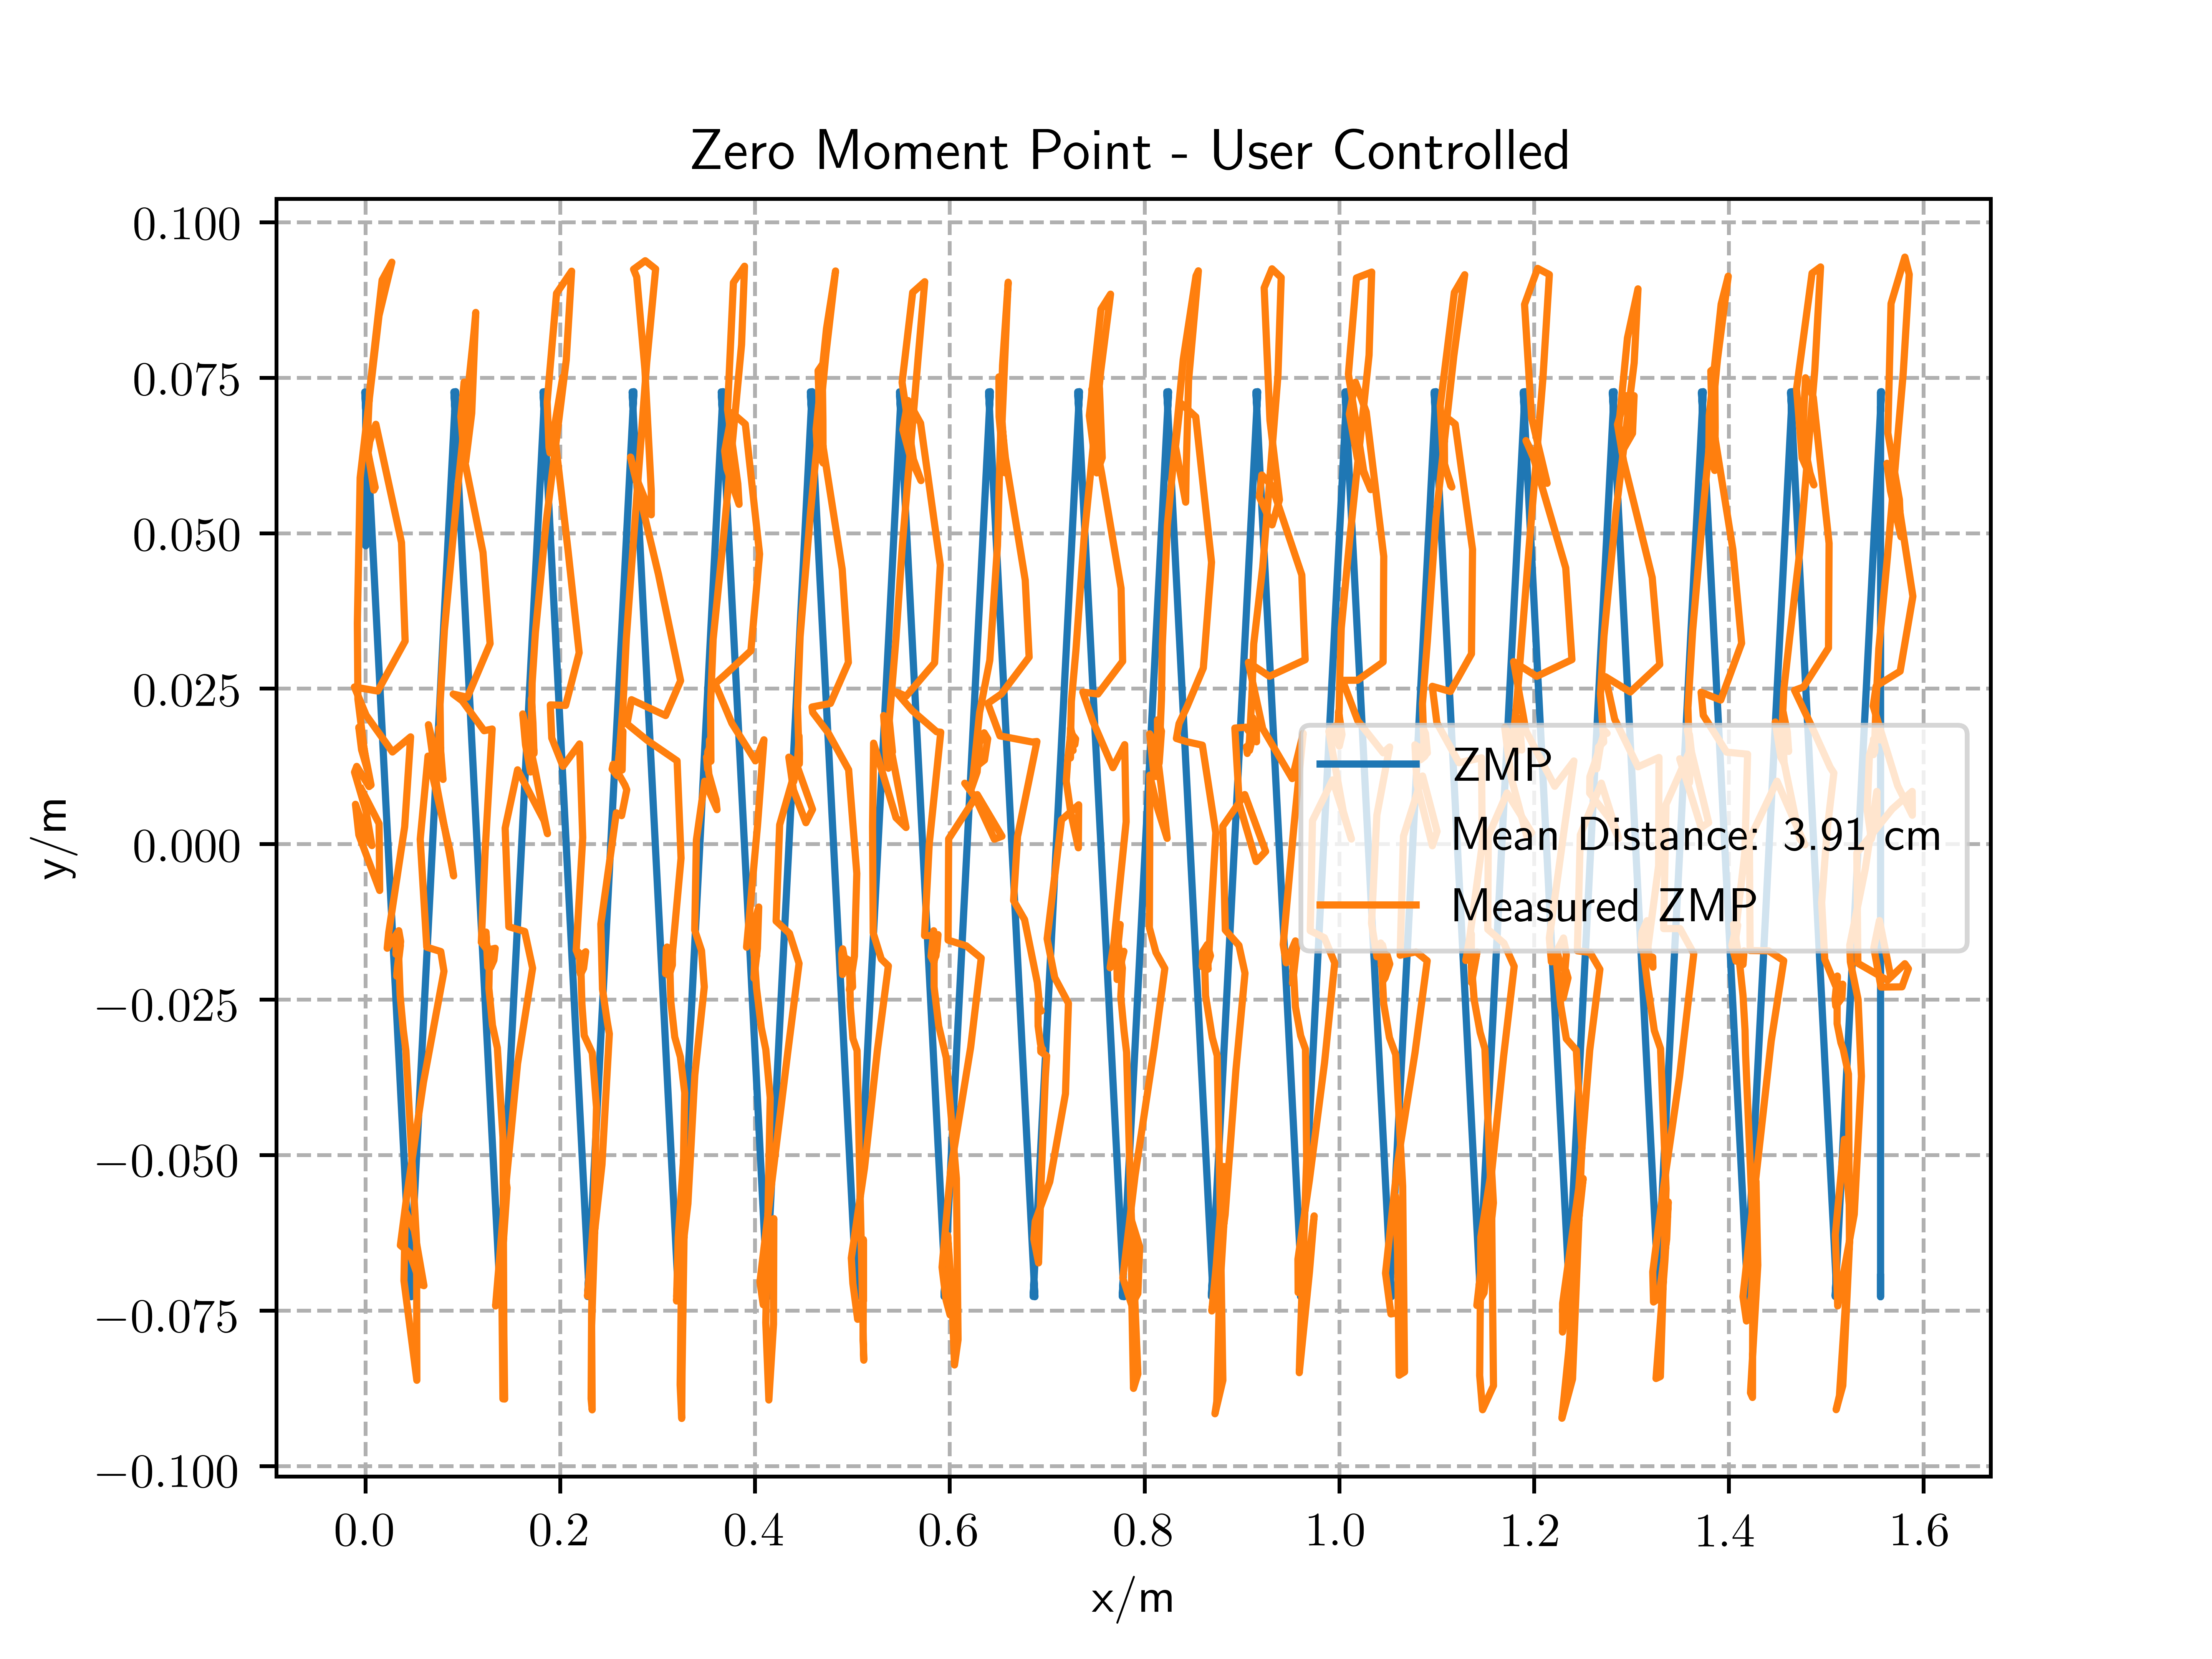 Zero Moment Point - User Controlled
0.100
0.075
0.050
0.025
0.000
−0.025
−0.050
−0.075
−0.100
y/m
ZMP
Mean Distance: 3.91 cm
Measured ZMP
0.0 0.2 0.4 0.6 0.8 1.0 1.2 1.4 1.6
x/m